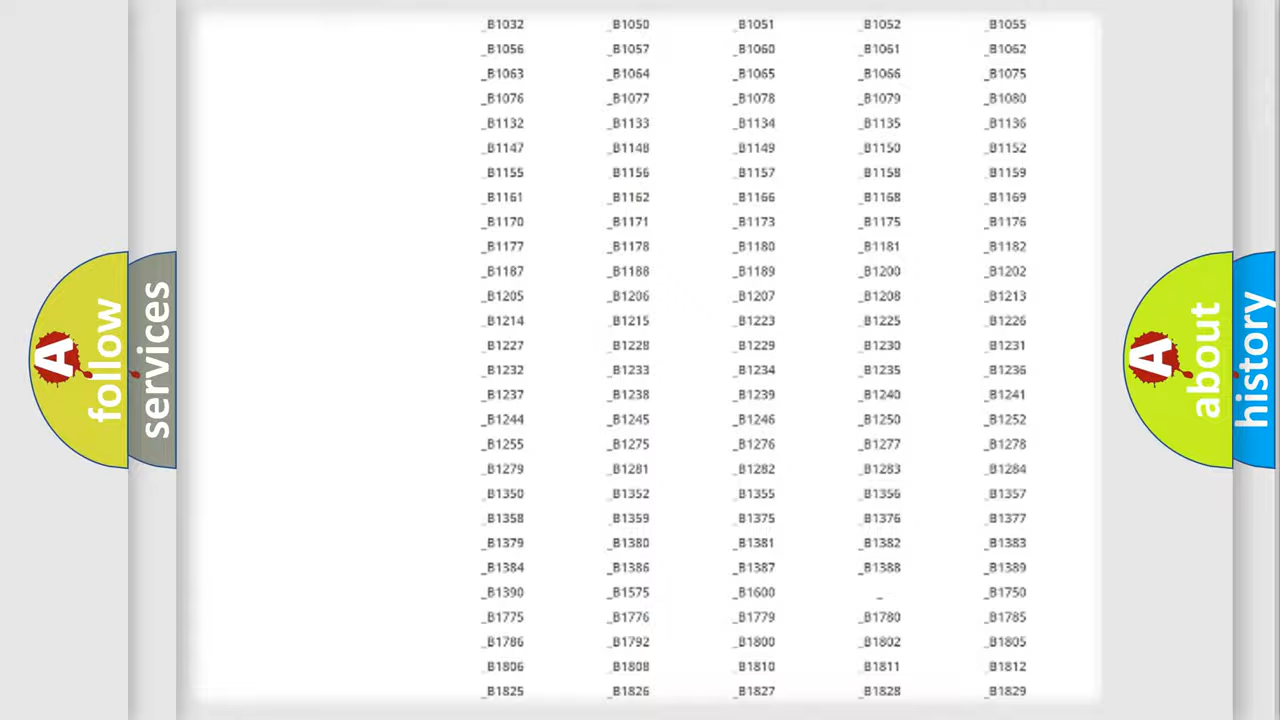 _B1032 _B1050 _B1051 _B1052 _B1055
_B1056 _B1057 _B1060 _B1061 _B1062
_B1063 _B1064 _B1065 _B1066 _B1075
_B1076 _B1077 _B1078 _B1079 _B1080
_B1132 _B1133 _B1134 _B1135 _B1136
_B1147 _B1148 _B1149 _B1150 _B1152
_B1155 _B1156 _B1157 _B1158 _B1159
_B1161 _B1162 _B1166 _B1168 _B1169
_B1170 _B1171 _B1173 _B1175 _B1176
_B1177 _B1178 _B1180 _B1181 _B1182
_B1187 _B1188 _B1189 _B1200 _B1202
_B1205 _B1206 _B1207 _B1208 _B1213
_B1214 _B1215 _B1223 _B1225 _B1226
_B1227 _B1228 _B1229 _B1230 _B1231
_B1232 _B1233 _B1234 _B1235 _B1236
_B1237 _B1238 _B1239 _B1240 _B1241
_B1244 _B1245 _B1246 _B1250 _B1252
_B1255 _B1275 _B1276 _B1277 _B1278
_B1279 _B1281 _B1282 _B1283 _B1284
_B1350 _B1352 _B1355 _B1356 _B1357
_B1358 _B1359 _B1375 _B1376 _B1377
_B1379 _B1380 _B1381 _B1382 _B1383
_B1384 _B1386 _B1387 _B1388 _B1389
_B1390 _B1575 _B1600 _ _B1750
_B1775 _B1776 _B1779 _B1780 _B1785
_B1786 _B1792 _B1800 _B1802 _B1805
_B1806 _B1808 _B1810 _B1811 _B1812
_B1825 _B1826 _B1827 _B1828 _B1829
A
follow
services
A
about
history